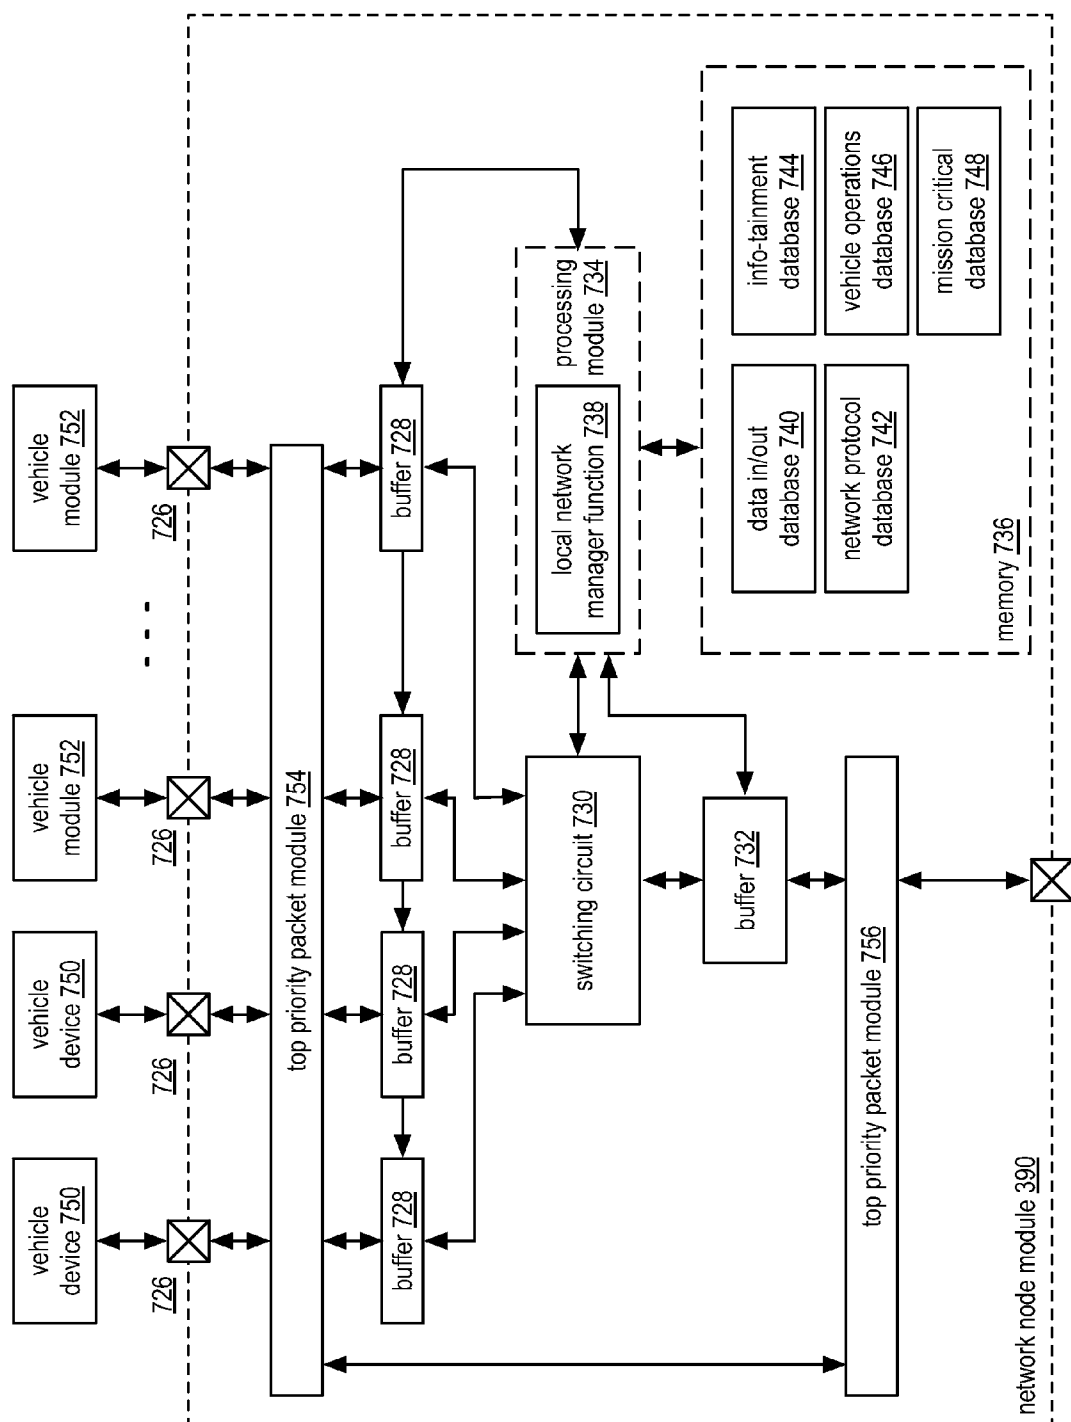 vehicle
device 750
vehicle
device 750
vehicle
module 752
vehicle
module 752
. . .
726
726
726
726
top priority packet module 754
buffer 728
buffer 728
buffer 728
buffer 728
switching circuit 730
local network
manager function 738
processing
module 734
buffer 732
data in/out
database 740
info-tainment
database 744
network protocol
database 742
vehicle operations
database 746
mission critical
database 748
memory 736
top priority packet module 756
network node module 390